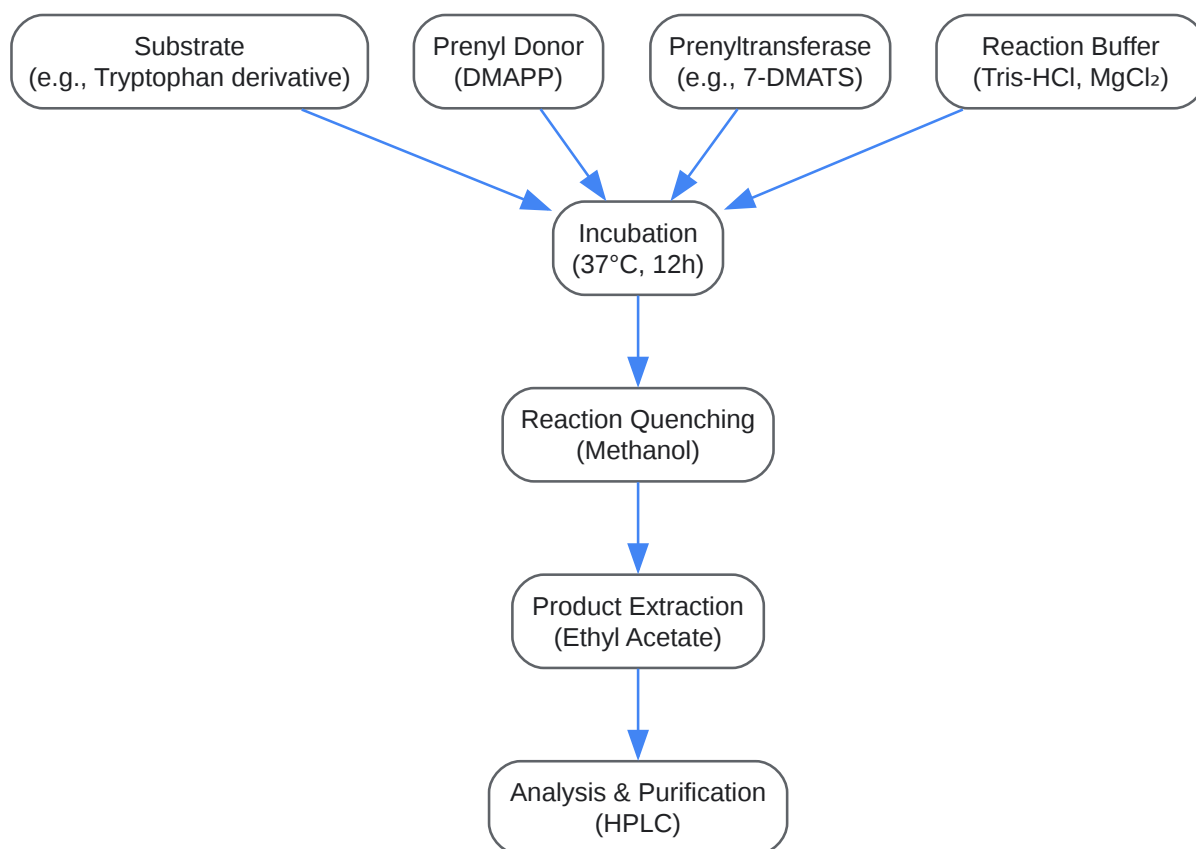 Substrate
(e.g., Tryptophan derivative)
Prenyl Donor
(DMAPP)
Prenyltransferase
(e.g., 7-DMATS)
Reaction Buffer
(Tris-HCl, MgCl₂)
Incubation
(37°C, 12h)
Reaction Quenching
(Methanol)
Product Extraction
(Ethyl Acetate)
Analysis & Purification
(HPLC)